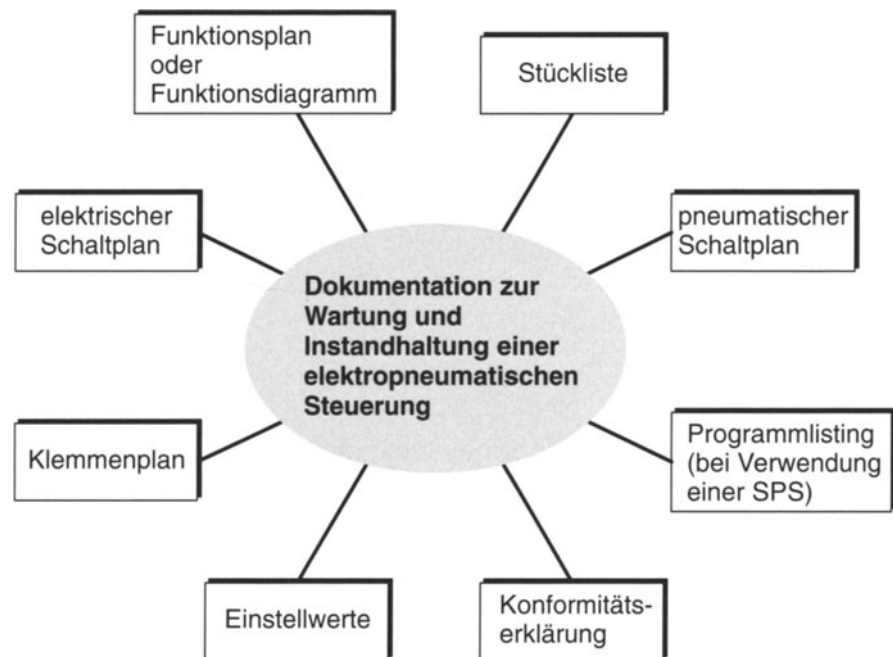 Funktionsplan
oder
Funktionsdiagramm
Stückliste
elektrischer
Schaltplan
pneumatischer
Schaltplan
Dokumentation zur
Wartung und
Instandhaltung einer
elektropneumatischen
Steuerung
Klemmenplan
Programmlisting
(bei Verwendung
einer SPS)
Einstellwerte
Konformitäts-
erklärung